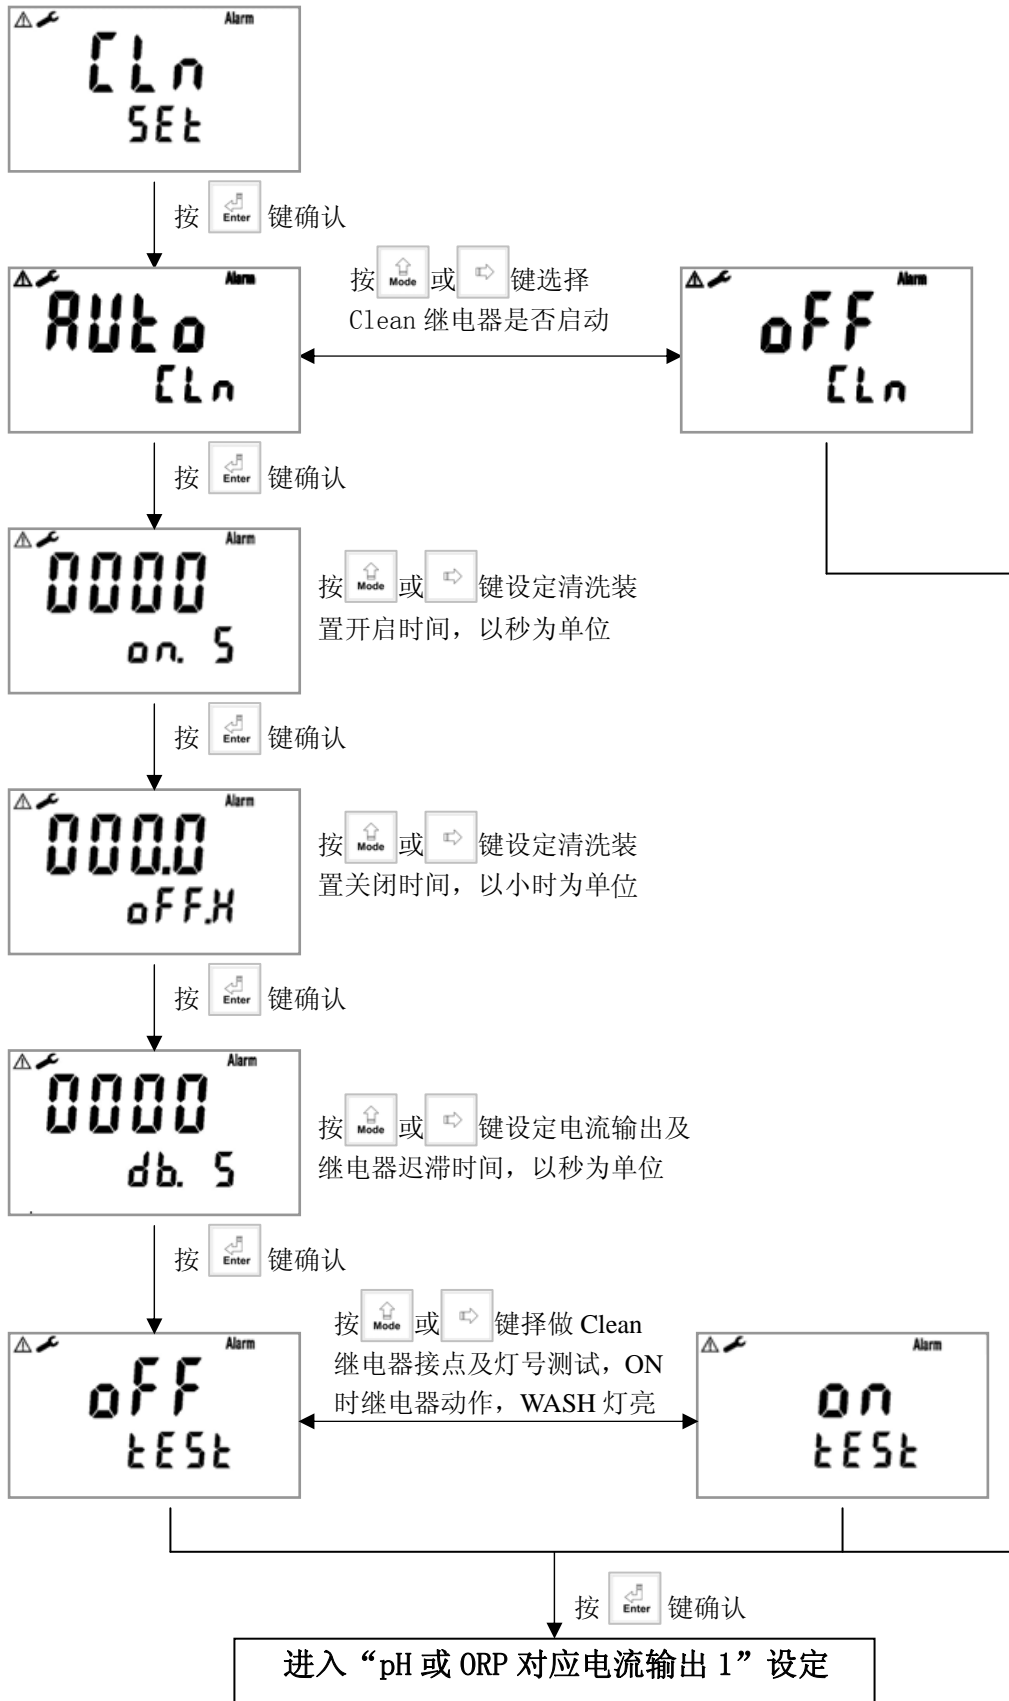 Alarm
CLn
SEt
按 Enter 键确认
Alarm
AUto
CLn
按 Mode 或 键选择
Clean 继电器是否启动
Alarm
oFF
CLn
按 Enter 键确认
Alarm
0000
on. S
按 Mode 或 键设定清洗装
置开启时间，以秒为单位
按 Enter 键确认
Alarm
000.0
oFF.H
按 Mode 或 键设定清洗装
置关闭时间，以小时为单位
按 Enter 键确认
Alarm
0000
db. S
按 Mode 或 键设定电流输出及
继电器迟滞时间，以秒为单位
按 Enter 键确认
Alarm
oFF
tESt
按 Mode 或 键择做 Clean
继电器接点及灯号测试，ON
时继电器动作，WASH 灯亮
Alarm
on
tESt
按 Enter 键确认
进入“pH 或 ORP 对应电流输出 1”设定